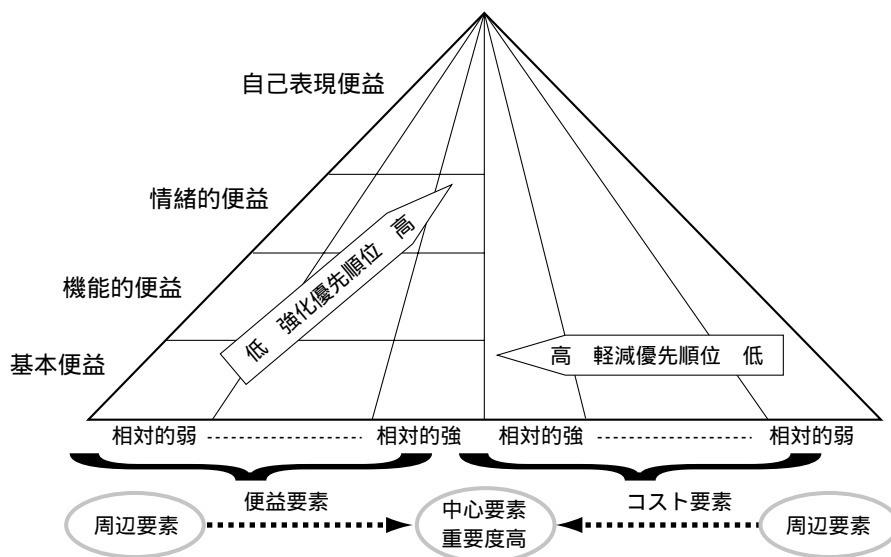 自己表現便益
情緒的便益
機能的便益
基本便益
低 強化優先順位 高
高 軽減優先順位 低
相対的弱 相対的強 相対的強 相対的弱
便益要素 コスト要素
周辺要素
中心要素
重要度高
周辺要素